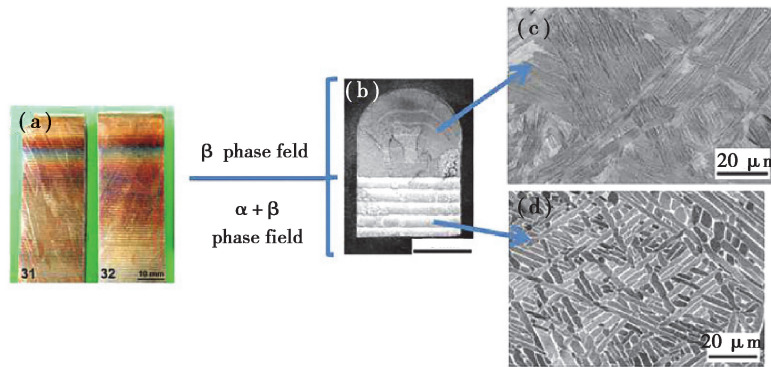 (a)
31
32
10 mm
β phase feld
α + β
phase field
(b)
(c)
20 μm
(d)
20 μm